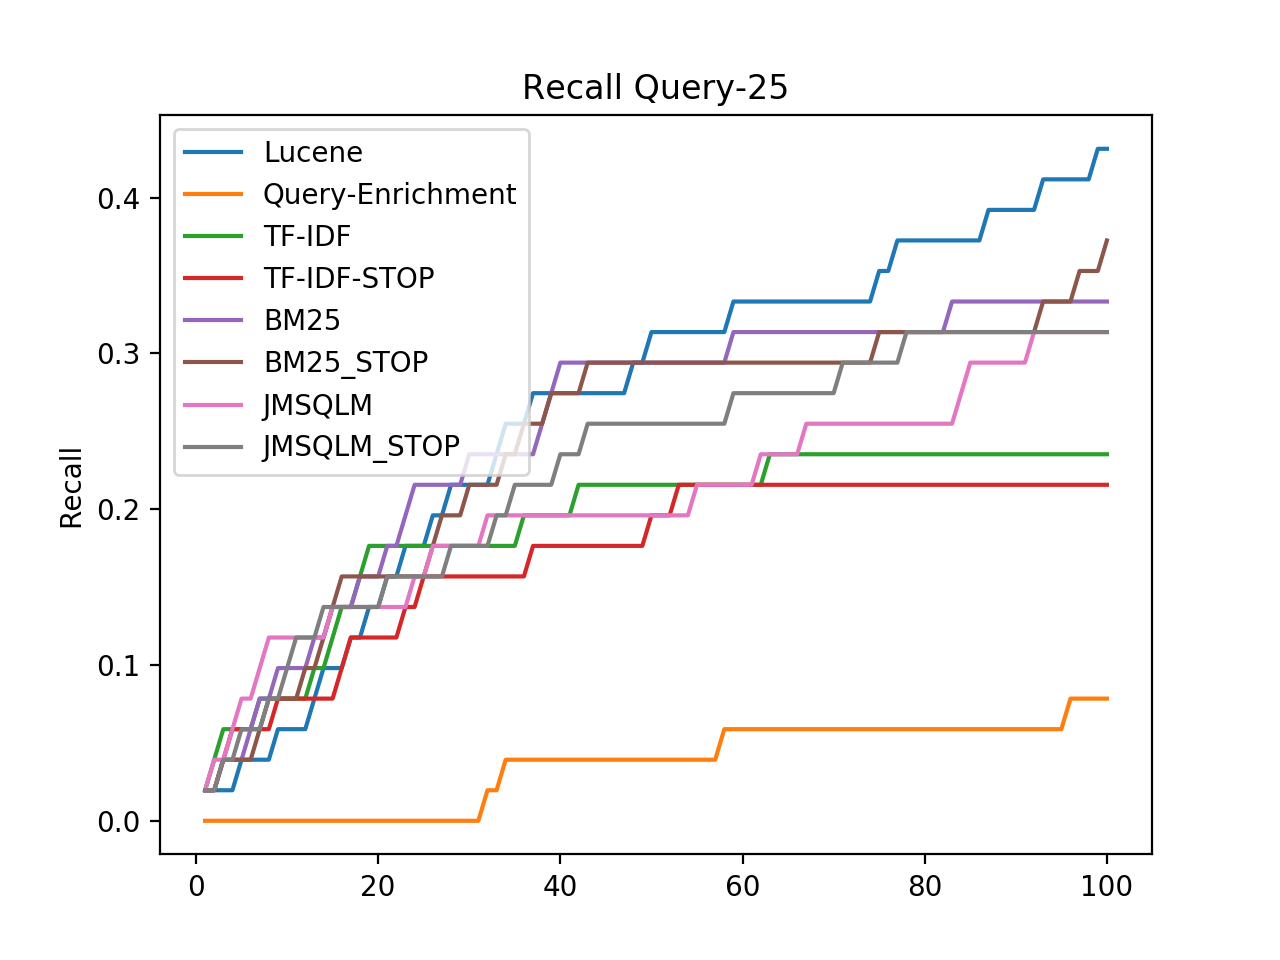 Recall Query-25
Lucene
Query-Enrichment
TF-IDF
TF-IDF-STOP
BM25
BM25_STOP
JMSQLM
JMSQLM_STOP
Recall
0.4
0.3
0.2
0.1
0.0
0 20 40 60 80 100